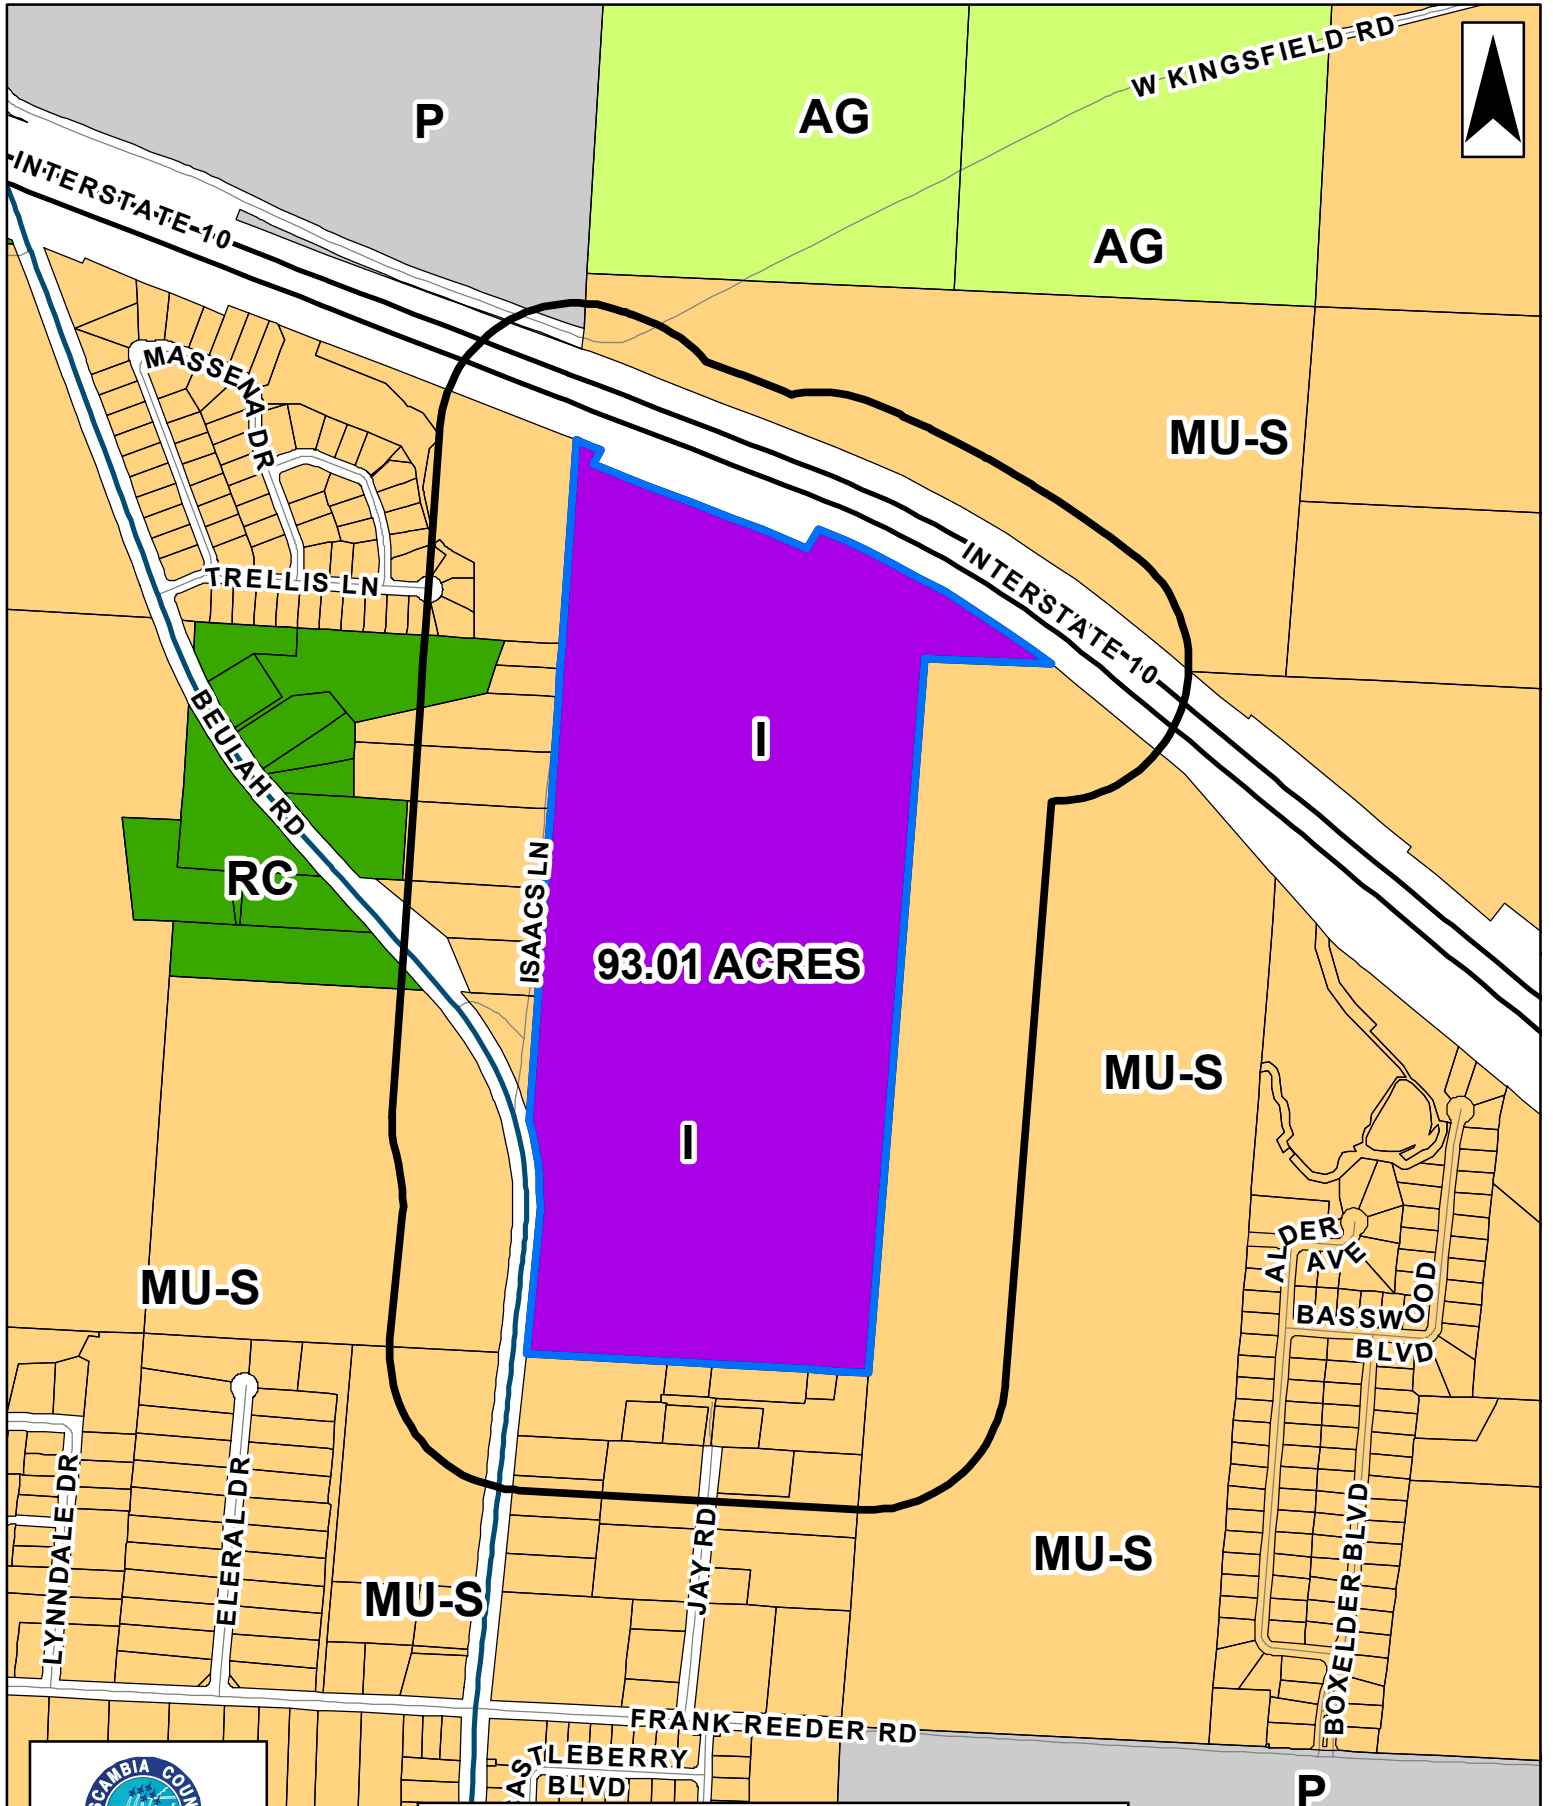 W KINGSFIELD RD
P
AG
INTERSTATE 10
AG
MASSENA DR
MU-S
TRELLIS LN
INTERSTATE 10
BEULAH RD
I
RC
ISAACS LN
93.01 ACRES
MU-S
I
ALDER
AVE
MU-S
BASSWOOD
BLVD
LYNNDALE DR
ELERAL DR
JAY RD
BOXELDER BLVD
MU-S
MU-S
FRANK REEDER RD
TLEBERRY
BLVD
P